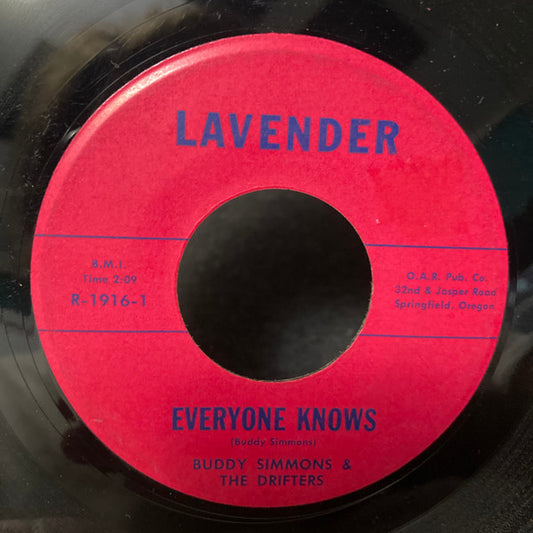 LAVENDER
B.M.I.
Time 2:09
R-1916-1
O.A.R. Pub. Co.
32nd & Jasper Road
Springfield, Oregon
EVERYONE KNOWS
(Buddy Simmons)
BUDDY SIMMONS &
THE DRIFTERS